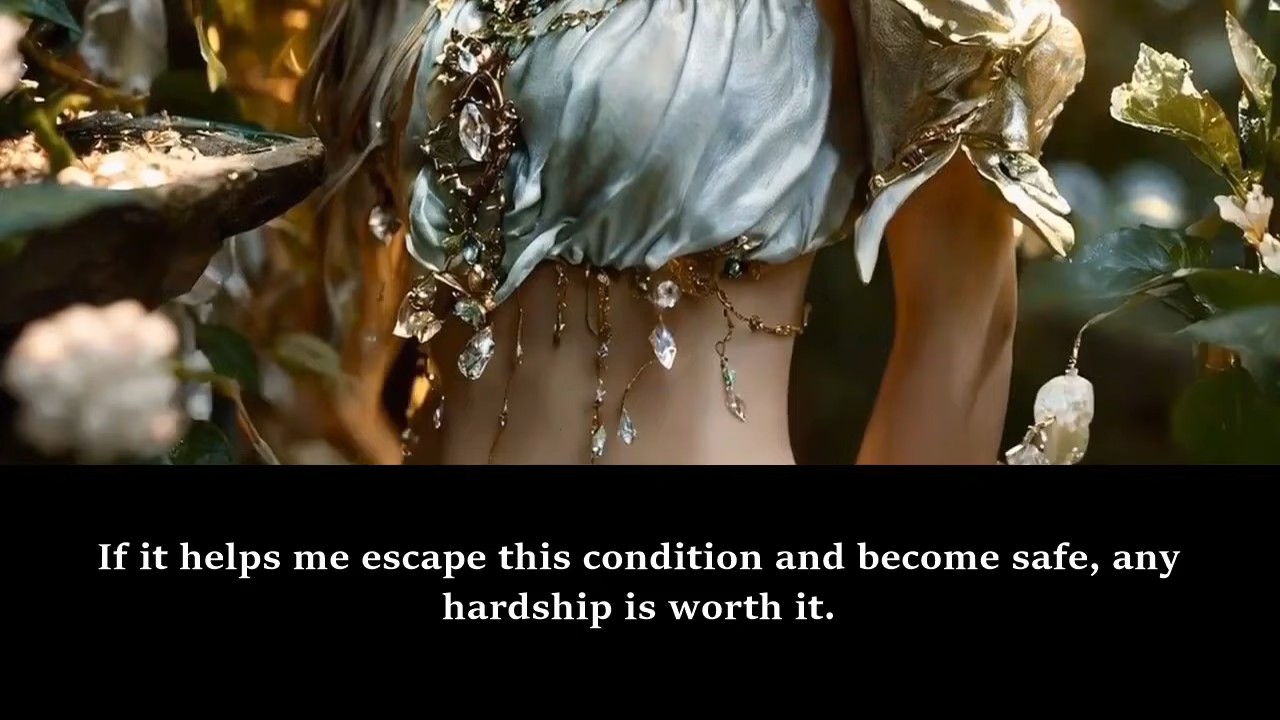 If it helps me escape this condition and become safe, any
hardship is worth it.